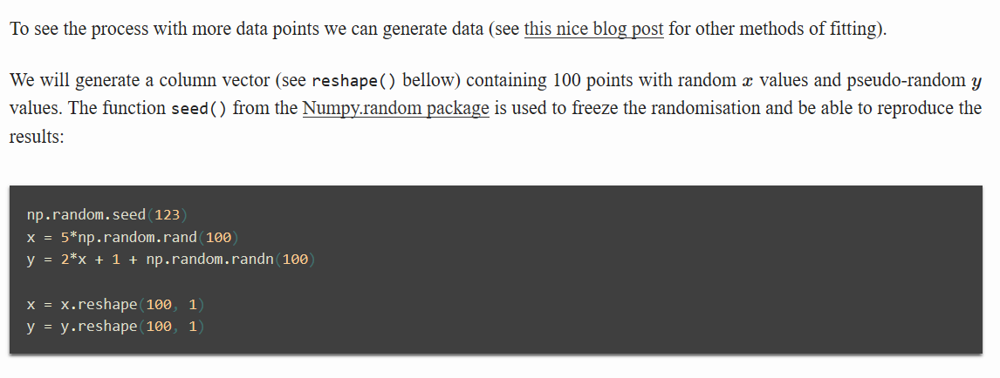 To see the process with more data points we can generate data (see this nice blog post for other methods of fitting).
We will generate a column vector (see reshape() bellow) containing 100 points with random x values and pseudo-random y
values. The function seed() from the Numpy.random package is used to freeze the randomisation and be able to reproduce the
results:
np.random.seed(123)
x = 5*np.random.rand(100)
y = 2*x + 1 + np.random.randn(100)
x = x.reshape(100, 1)
y = y.reshape(100, 1)